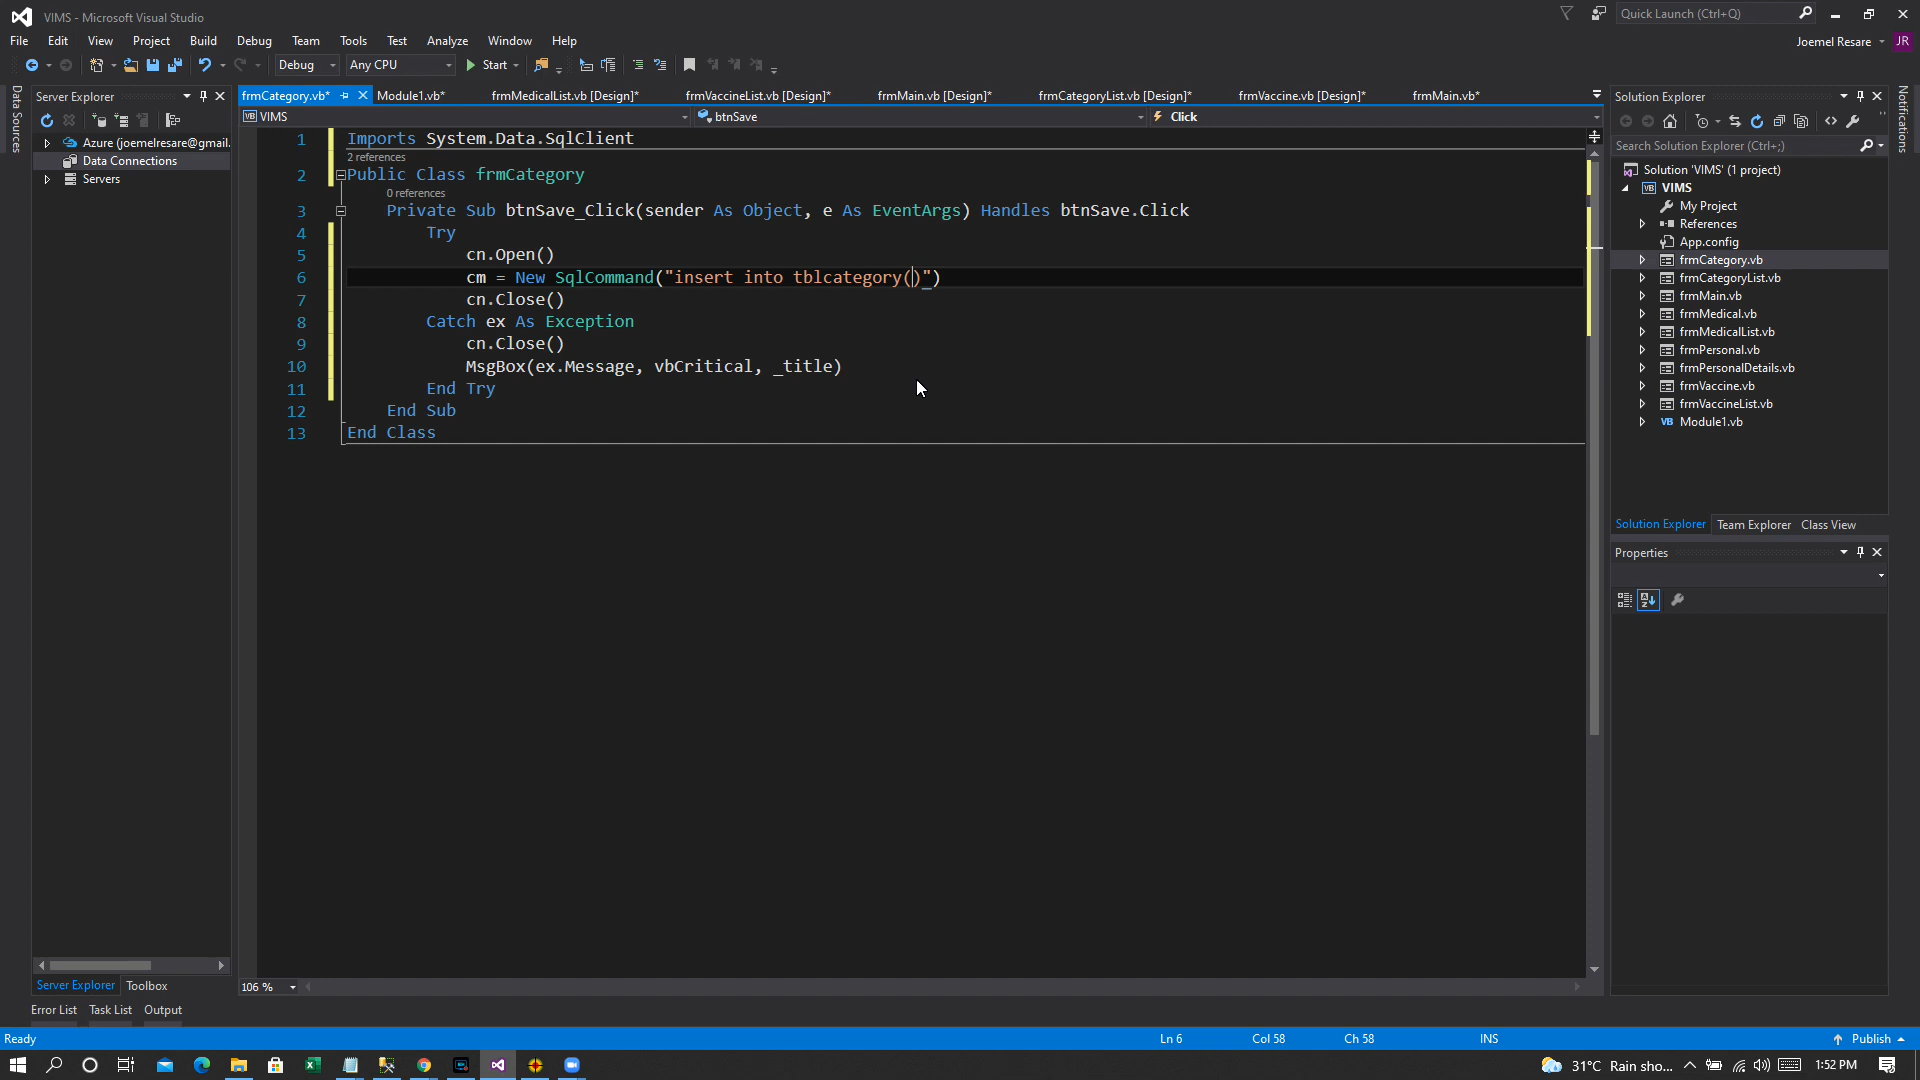 VIMS - Microsoft Visual Studio
Quick Launch (Ctrl+Q)
File Edit View Project Build Debug Team Tools Test Analyze Window Help
Joemel Resare JR
Debug Any CPU Start
Data Sources
Server Explorer
Azure (joemelresare@gmail.
Data Connections
Servers
frmCategory.vb* Module1.vb* frmMedicalList.vb [Design]* frmVaccineList.vb [Design]* frmMain.vb [Design]* frmCategoryList.vb [Design]* frmVaccine.vb [Design]* frmMain.vb*
VIMS btnSave Click
1 Imports System.Data.SqlClient
2 references
2 Public Class frmCategory
0 references
3 Private Sub btnSave_Click(sender As Object, e As EventArgs) Handles btnSave.Click
4 Try
5 cn.Open()
6 cm = New SqlCommand("insert into tblcategory()")
7 cn.Close()
8 Catch ex As Exception
9 cn.Close()
10 MsgBox(ex.Message, vbCritical, _title)
11 End Try
12 End Sub
13 End Class
106 %
Solution Explorer
Search Solution Explorer (Ctrl+;)
Solution 'VIMS' (1 project)
VB VIMS
My Project
References
App.config
frmCategory.vb
frmCategoryList.vb
frmMain.vb
frmMedical.vb
frmMedicalList.vb
frmPersonal.vb
frmPersonalDetails.vb
frmVaccine.vb
frmVaccineList.vb
VB Module1.vb
Solution Explorer Team Explorer Class View
Properties
Notifications
Server Explorer Toolbox
Error List Task List Output
Ready Ln 6 Col 58 Ch 58 INS Publish
31°C Rain sho... 1:52 PM